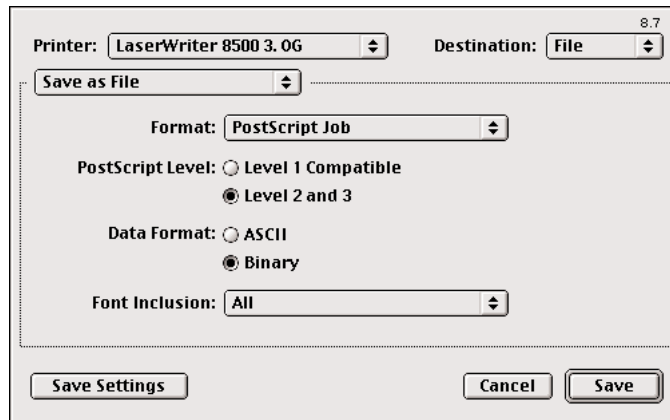 8.7
Printer: LaserWriter 8500 3.0G Destination: File
Save as File
Format: PostScript Job
PostScript Level: Level 1 Compatible
Level 2 and 3
Data Format: ASCII
Binary
Font Inclusion: All
Save Settings Cancel Save